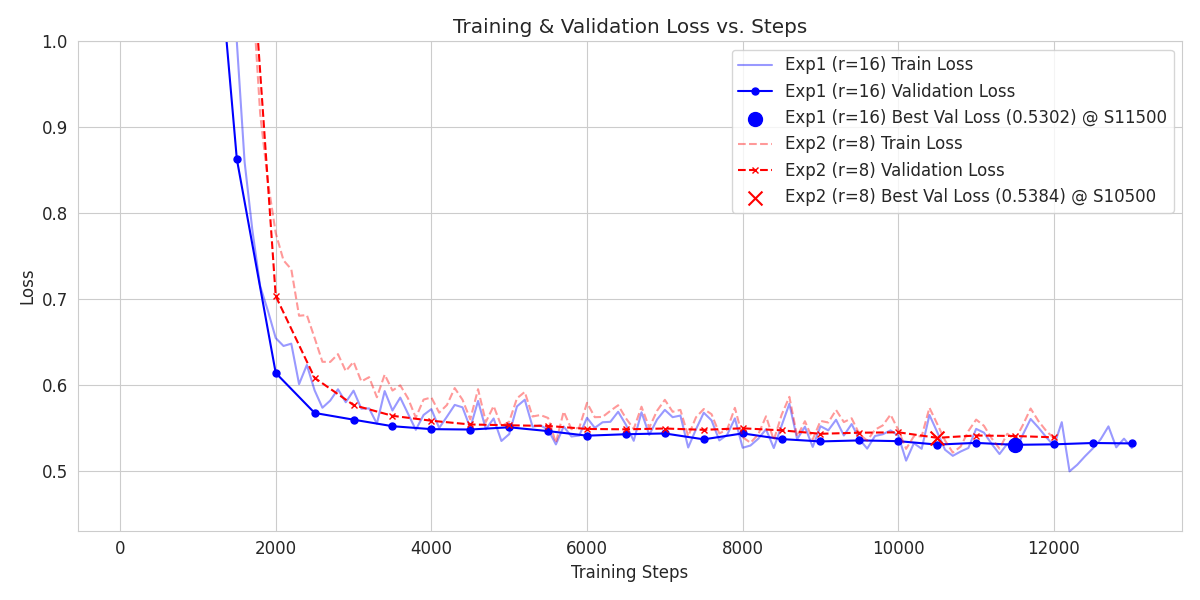 Training & Validation Loss vs. Steps
1.0
0.9
0.8
0.7
0.6
0.5
Loss
Exp1 (r=16) Train Loss
Exp1 (r=16) Validation Loss
Exp1 (r=16) Best Val Loss (0.5302) @ S11500
Exp2 (r=8) Train Loss
Exp2 (r=8) Validation Loss
Exp2 (r=8) Best Val Loss (0.5384) @ S10500
0 2000 4000 6000 8000 10000 12000
Training Steps